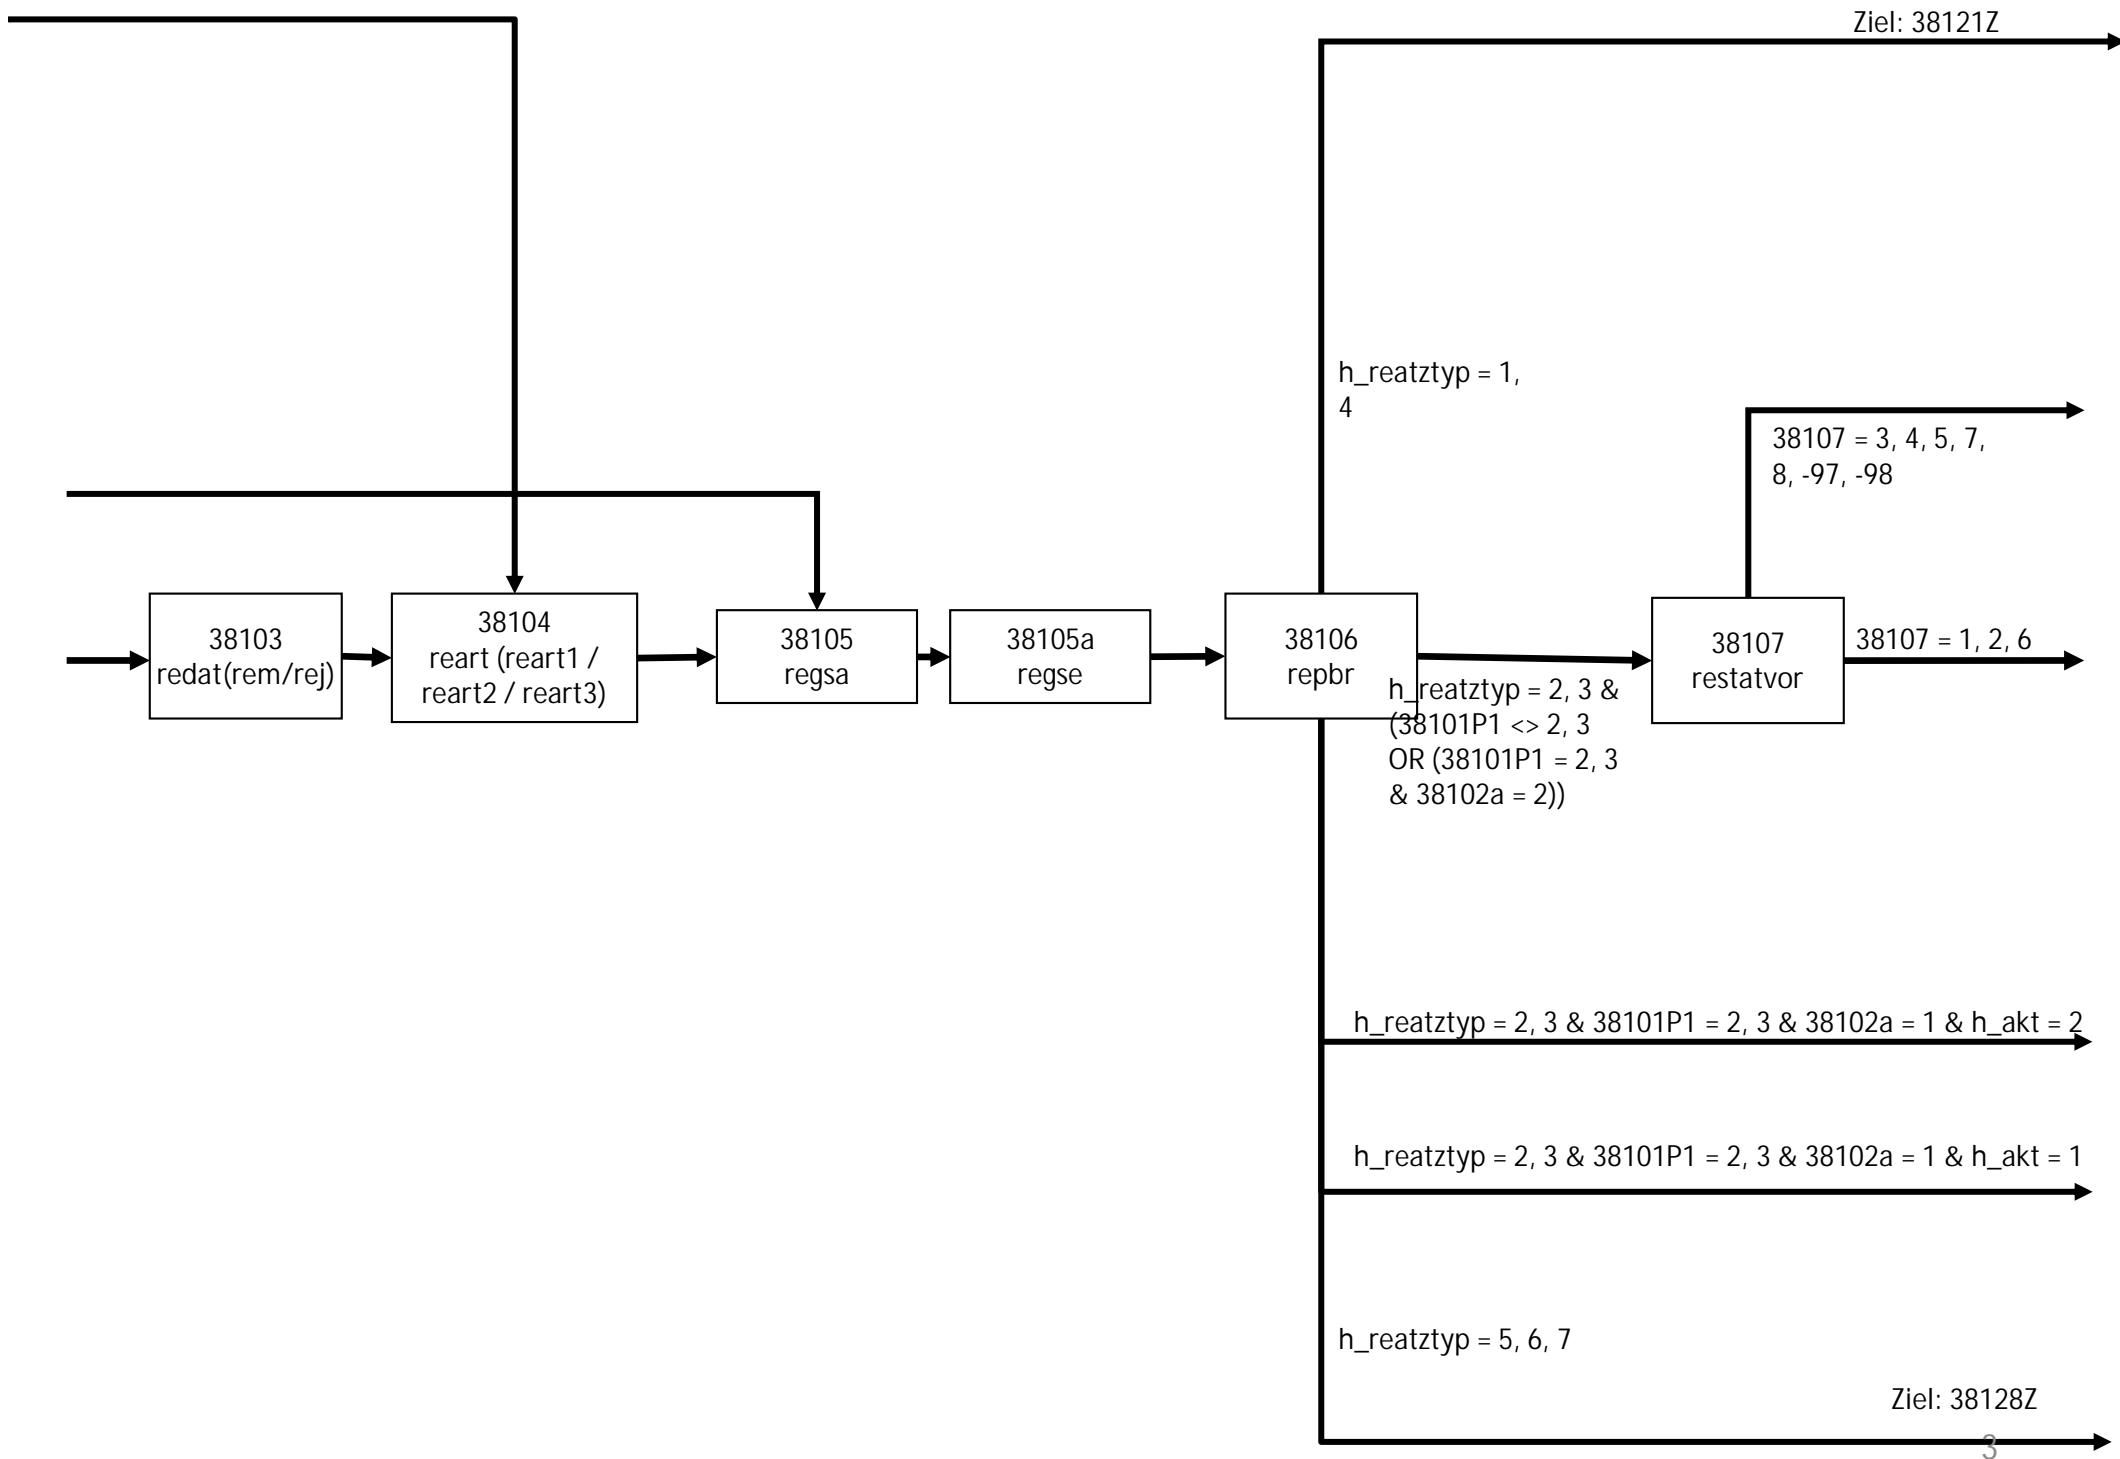 Ziel: 38121Z
h_reatztyp = 1,
4
38107 = 3, 4, 5, 7,
8, -97, -98
38103
redat(rem/rej)
38104
reart (reart1 /
reart2 / reart3)
38105
regsa
38105a
regse
38106
repbr
h_reatztyp = 2, 3 &
(38101P1 <> 2, 3
OR (38101P1 = 2, 3
& 38102a = 2))
38107
restatvor
38107 = 1, 2, 6
h_reatztyp = 2, 3 & 38101P1 = 2, 3 & 38102a = 1 & h_akt = 2
h_reatztyp = 2, 3 & 38101P1 = 2, 3 & 38102a = 1 & h_akt = 1
h_reatztyp = 5, 6, 7
Ziel: 38128Z
3